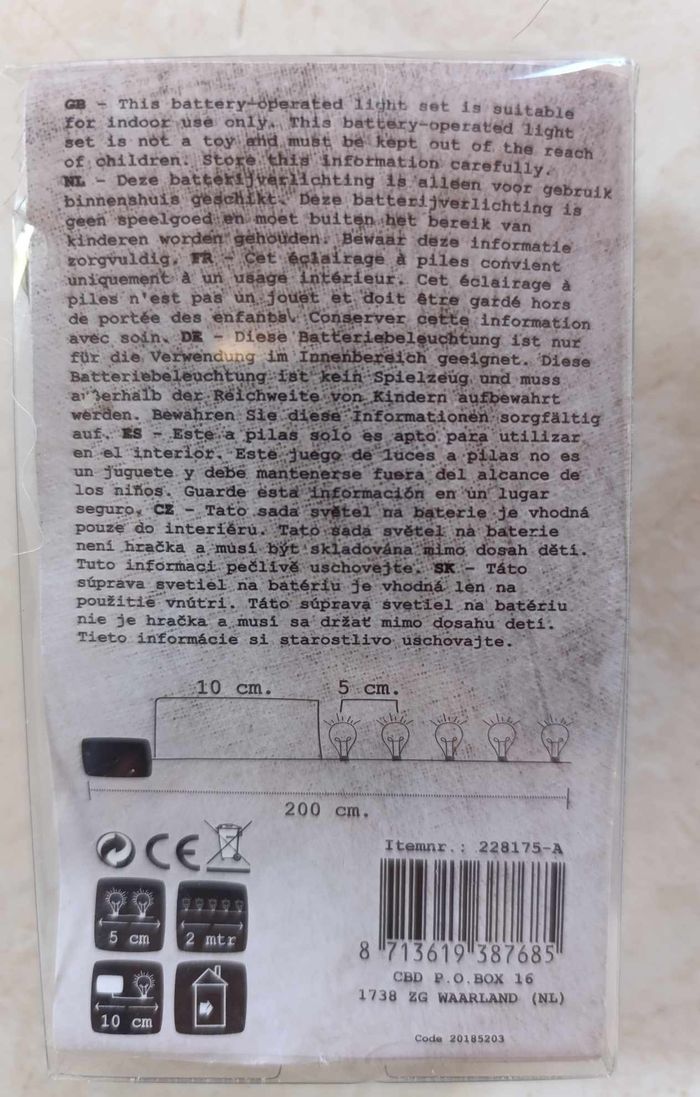 GB - This battery-operated light set is suitable
for indoor use only. This battery-operated light
set is not a toy and must be kept out of the reach
of children. Store this information carefully.
NL - Deze batterijverlichting is alleen voor gebruik
binnenshuis geschikt. Deze batterijverlichting is
geen speelgoed en moet buiten het bereik van
kinderen worden gehouden. Bewaar deze informatie
zorgvuldig. FR - Cet éclairage à piles convient
uniquement à un usage intérieur. Cet éclairage à
piles n'est pas un jouet et doit être gardé hors
de portée des enfants. Conserver cette information
avec soin. DE - Diese Batteriebeleuchtung ist nur
für die Verwendung im Innenbereich geeignet. Diese
Batteriebeleuchtung ist kein Spielzeug und muss
außerhalb der Reichweite von Kindern aufbewahrt
werden. Bewahren Sie diese Informationen sorgfältig
auf. ES - Este a pilas solo es apto para utilizar
en el interior. Este juego de luces a pilas no es
un juguete y debe mantenerse fuera del alcance de
los niños. Guarde esta información en un lugar
seguro. CZ - Tato sada světel na baterie je vhodná
pouze do interiéru. Tato sada světel na baterie
není hračka a musí být skladována mimo dosah dětí.
Tuto informaci pečlivě uschovejte. SK - Táto
súprava svetiel na batériu je vhodná len na
použitie vnútri. Táto súprava svetiel na batériu
nie je hračka a musí sa držať mimo dosahu detí.
Tieto informácie si starostlivo uschovajte.
10 cm. 5 cm.
200 cm.
CE
Itemnr.: 228175-A
5 cm 2 mtr
10 cm
8 713619 387685
CBD P.O.BOX 16
1738 ZG WAARLAND (NL)
Code 20185203